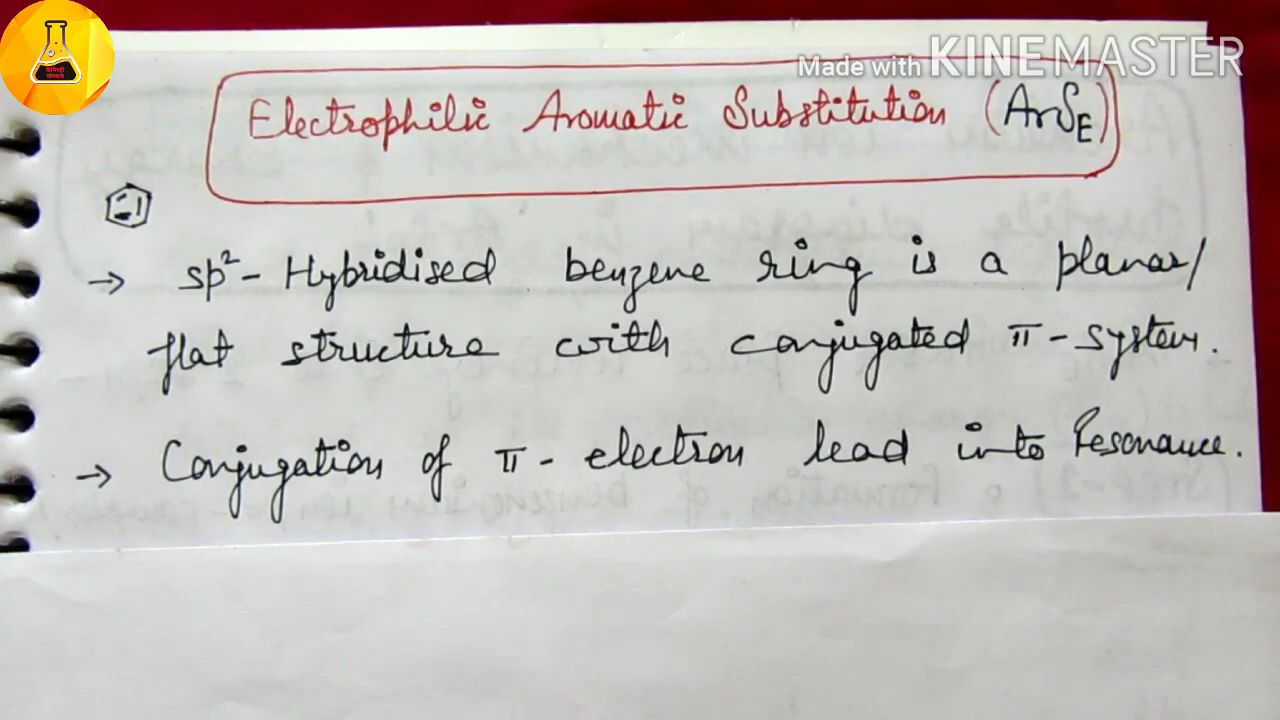 Made with KINEMASTER
Electrophilic Aromatic Substitution (ArSE)
→ sp²- Hybridised benzene ring is a planar/
flat structure with conjugated π-system.
→ Conjugation of π- electron lead into Resonance.